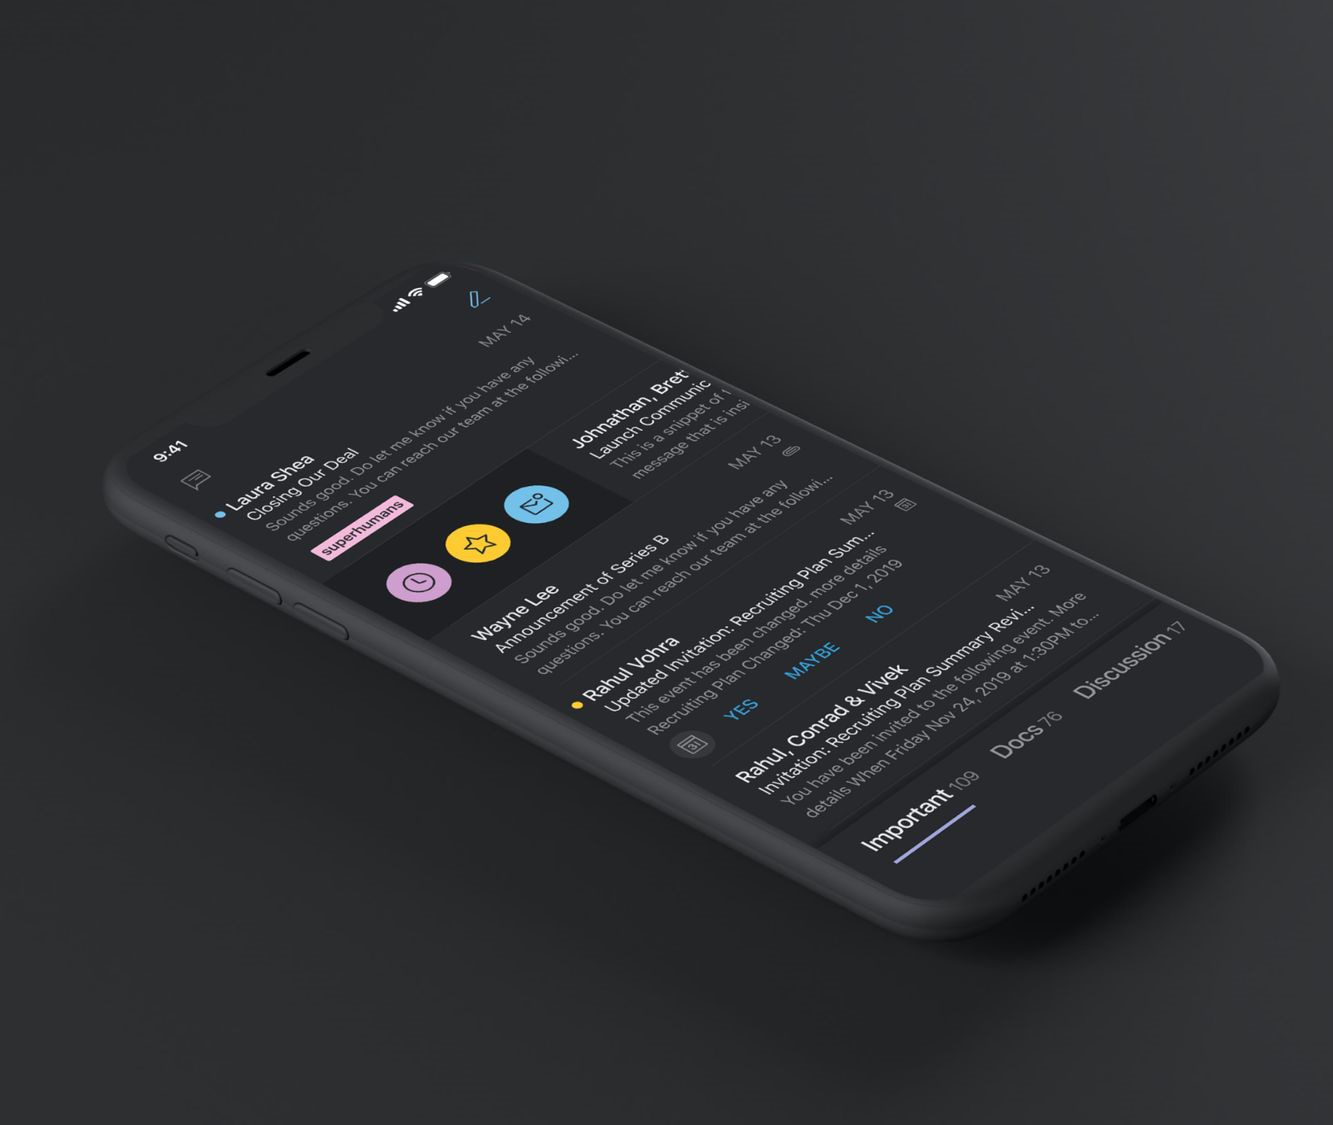 9:41
MAY 14
Laura Shea
Closing Our Deal
Sounds good. Do let me know if you have any
questions. You can reach our team at the followi...
superhumans
Johnathan, Bret
Launch Communic
This is a snippet of
message that is insi
MAY 13
Wayne Lee
Announcement of Series B
Sounds good. Do let me know if you have any
questions. You can reach our team at the followi...
MAY 13
Rahul Vohra
Updated Invitation: Recruiting Plan Sum...
This event has been changed. more details
Recruiting Plan Changed: Thu Dec 1, 2019
31
YES MAYBE NO
MAY 13
Rahul, Conrad & Vivek
Invitation: Recruiting Plan Summary Revi...
You have been invited to the following event. More
details When Friday Nov 24, 2019 at 1:30PM to...
Important 109 Docs 76 Discussion 17